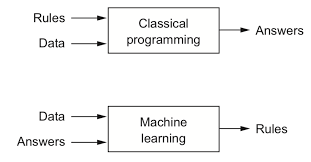 Rules
Data
Classical
programming
Answers
Data
Answers
Machine
learning
Rules